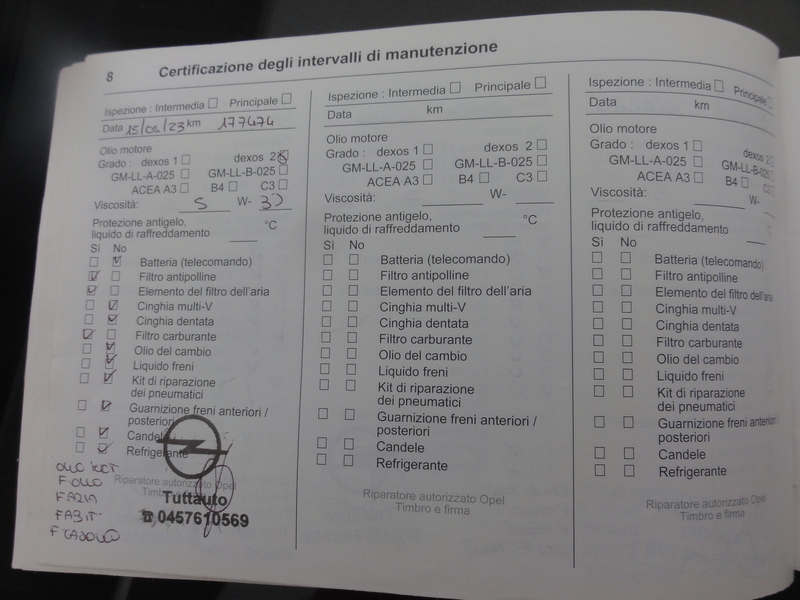 8 Certificazione degli intervalli di manutenzione
Ispezione : Intermedia Principale
Data 15/05/23 km 177474
Olio motore
Grado : dexos 1 dexos 2
GM-LL-A-025 GM-LL-B-025
ACEA A3 B4 C3
Viscosità: 5 W- 30
Protezione antigelo, °C
liquido di raffreddamento
Sì No
Batteria (telecomando)
Filtro antipolline
Elemento del filtro dell'aria
Cinghia multi-V
Cinghia dentata
Filtro carburante
Olio del cambio
Liquido freni
Kit di riparazione
dei pneumatici
Guarnizione freni anteriori /
posteriori
Candele
Refrigerante
Riparatore autorizzato Opel
Timbro e firma
Tuttauto
☎ 0457610569
F OLIO
F ARIA
F ABIT.
Ispezione : Intermedia Principale
Data km
Olio motore
Grado : dexos 1 dexos 2
GM-LL-A-025 GM-LL-B-025
ACEA A3 B4 C3
Viscosità: W-
Protezione antigelo, °C
liquido di raffreddamento
Sì No
Batteria (telecomando)
Filtro antipolline
Elemento del filtro dell'aria
Cinghia multi-V
Cinghia dentata
Filtro carburante
Olio del cambio
Liquido freni
Kit di riparazione
dei pneumatici
Guarnizione freni anteriori /
posteriori
Candele
Refrigerante
Riparatore autorizzato Opel
Timbro e firma
Ispezione : Intermedia Principale
Data km
Olio motore
Grado : dexos 1 dexos 2
GM-LL-A-025 GM-LL-B-025
ACEA A3 B4 C3
Viscosità: W-
Protezione antigelo,
liquido di raffreddamento
Sì No
Batteria (telecomando)
Filtro antipolline
Elemento del filtro dell'aria
Cinghia multi-V
Cinghia dentata
Filtro carburante
Olio del cambio
Liquido freni
Kit di riparazione
dei pneumatici
Guarnizione freni anteriori
posteriori
Candele
Refrigerante
Riparatore autorizzato Opel
Timbro e firma